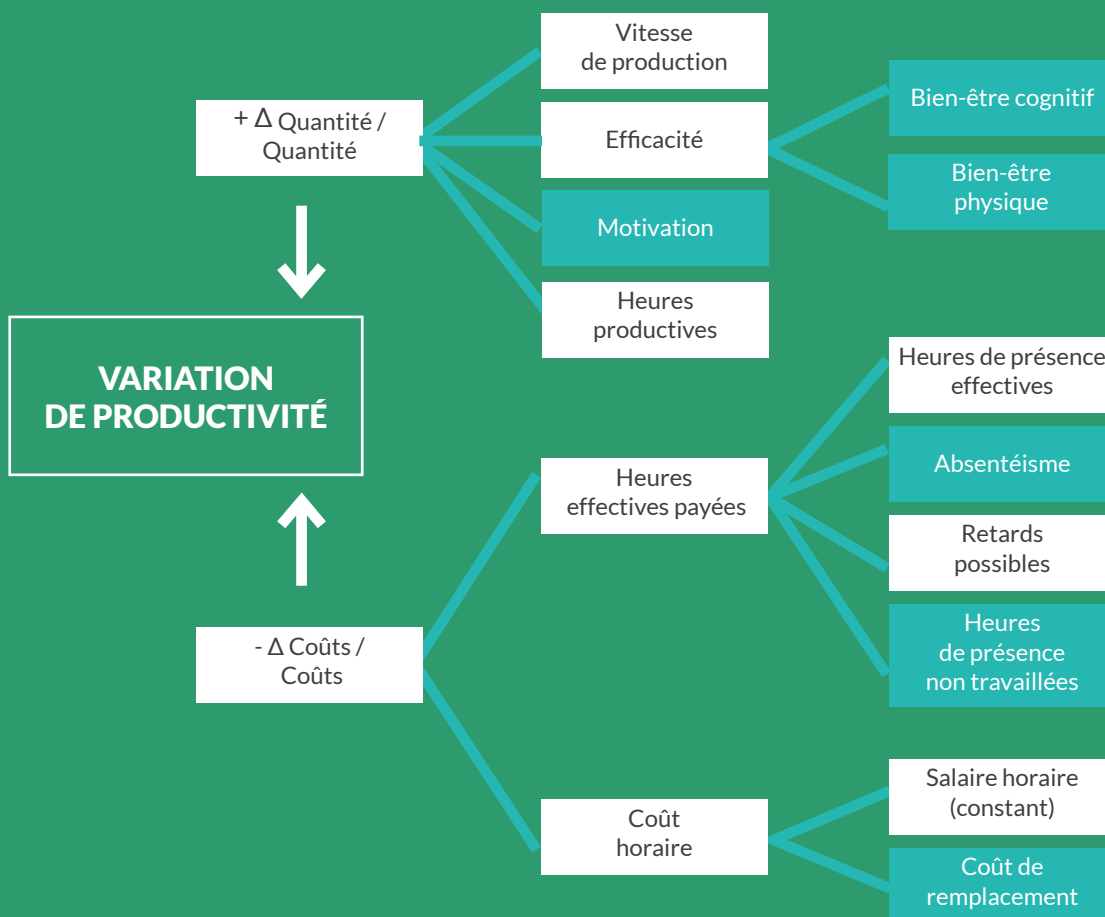 Vitesse
de production
+ Δ Quantité /
Quantité
Efficacité
Bien-être cognitif
Bien-être
physique
Motivation
Heures
productives
VARIATION
DE PRODUCTIVITÉ
Heures de présence
effectives
Heures
effectives payées
Absentéisme
Retards
possibles
- Δ Coûts /
Coûts
Heures
de présence
non travaillées
Coût
horaire
Salaire horaire
(constant)
Coût de
remplacement